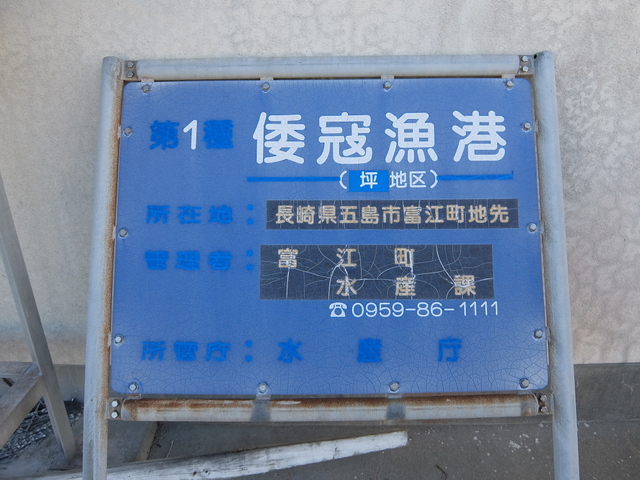 第1種 倭寇漁港
(坪 地区)
所在地：長崎県五島市富江町地先
管理者：富江町
水産課
☎0959-86-1111
所管庁：水産庁